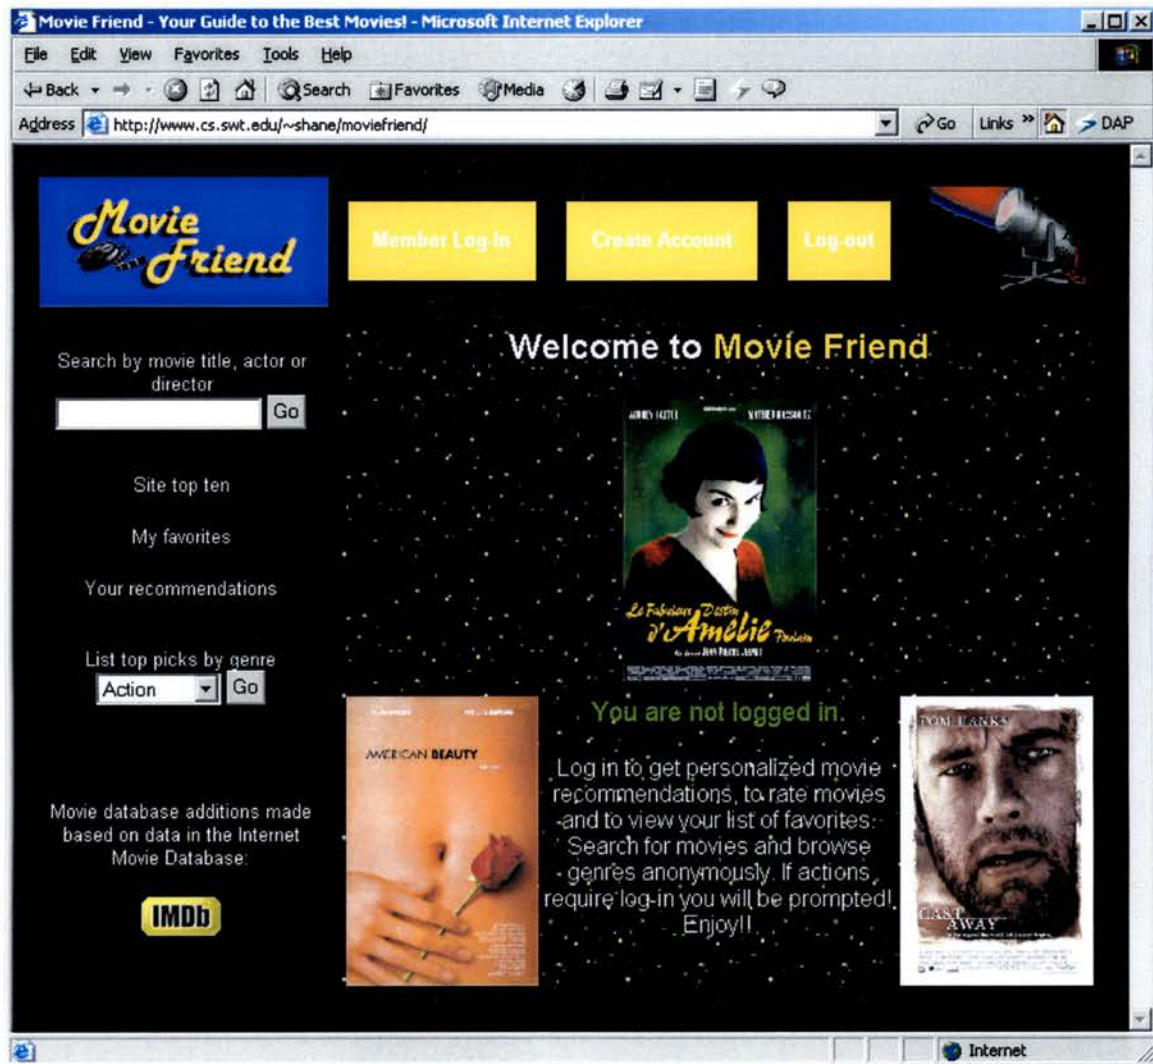 Movie Friend - Your Guide to the Best Movies! - Microsoft Internet Explorer
File Edit View Favorites Tools Help
Back Search Favorites Media
Address http://www.cs.swt.edu/~shane/moviefriend/ Go Links » DAP
Movie
Friend
Member Log-In Create Account Log-out
Welcome to Movie Friend
Search by movie title, actor or
director
Go
Site top ten
My favorites
Your recommendations
List top picks by genre
Action Go
Movie database additions made
based on data in the Internet
Movie Database:
IMDb
Le Fabuleux Destin
d'Amélie Poulain
You are not logged in.
AMERICAN BEAUTY
Log in to get personalized movie
recommendations, to rate movies
and to view your list of favorites.
Search for movies and browse
genres anonymously. If actions
require log-in you will be prompted!
Enjoy!!
TOM HANKS
CAST
AWAY
Internet